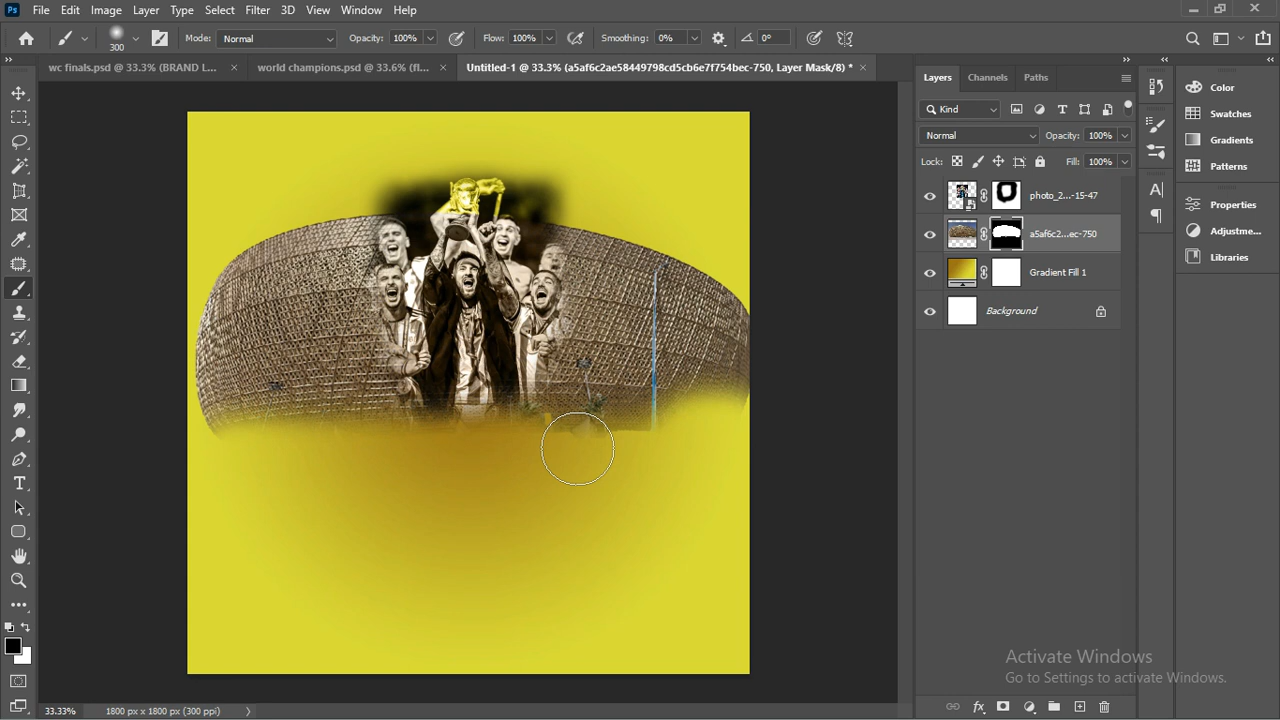 Ps File Edit Image Layer Type Select Filter 3D View Window Help
300 Mode: Normal Opacity: 100% Flow: 100% Smoothing: 0% 0°
wc finals.psd @ 33.3% (BRAND L... × world champions.psd @ 33.6% (fl... × Untitled-1 @ 33.3% (a5af6c2ae58449798cd5cb6e7f754bec-750, Layer Mask/8) * ×
Layers Channels Paths
Kind
Normal Opacity: 100%
Lock: Fill: 100%
photo_2...-15-47
a5af6c2...ec-750
Gradient Fill 1
Background
Color
Swatches
Gradients
Patterns
Properties
Adjustme...
Libraries
Activate Windows
Go to Settings to activate Windows.
33.33% 1800 px x 1800 px (300 ppi)